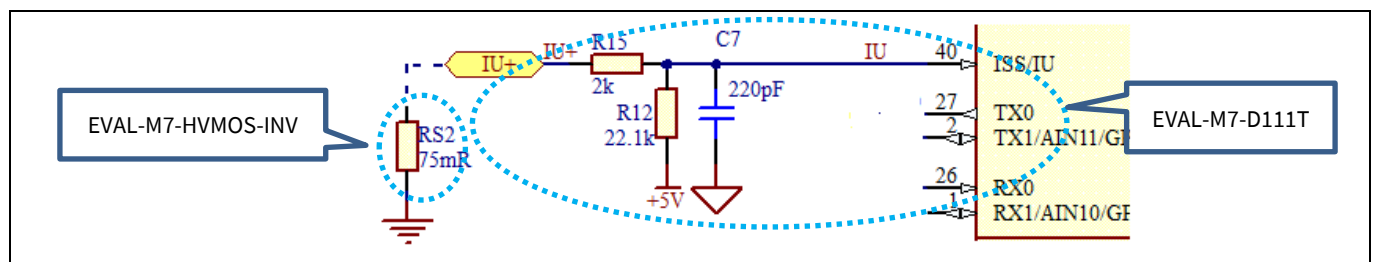 R15
C7
IU+
IU+
IU
40
ISS/IU
2k
220pF
27
TX0
EVAL-M7-HVMOS-INV
RS2
75mR
R12
22.1k
2
TX1/AIN11/GP
EVAL-M7-D111T
26
RX0
+5V
1
RX1/AIN10/GP